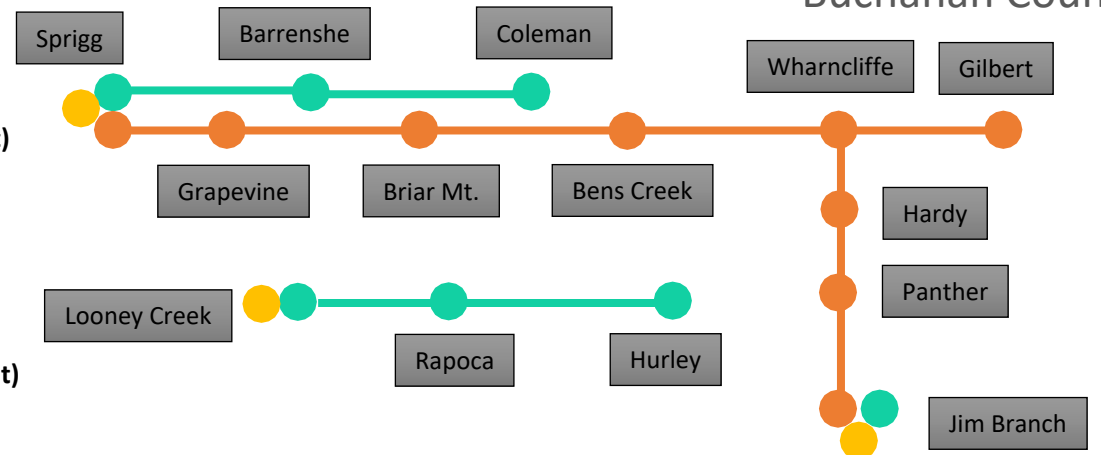 Sprigg
Barrenshe
Coleman
Wharncliffe
Gilbert
Grapevine
Briar Mt.
Bens Creek
Hardy
Panther
Looney Creek
Rapoca
Hurley
t)
Jim Branch